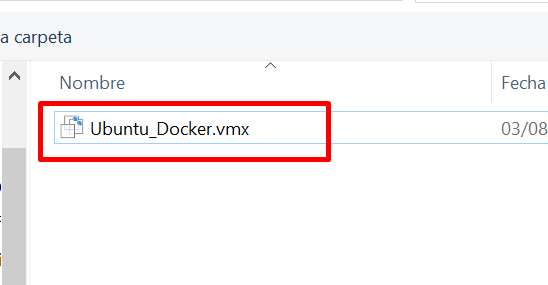 a carpeta
Nombre
Fecha
Ubuntu_Docker.vmx
03/08